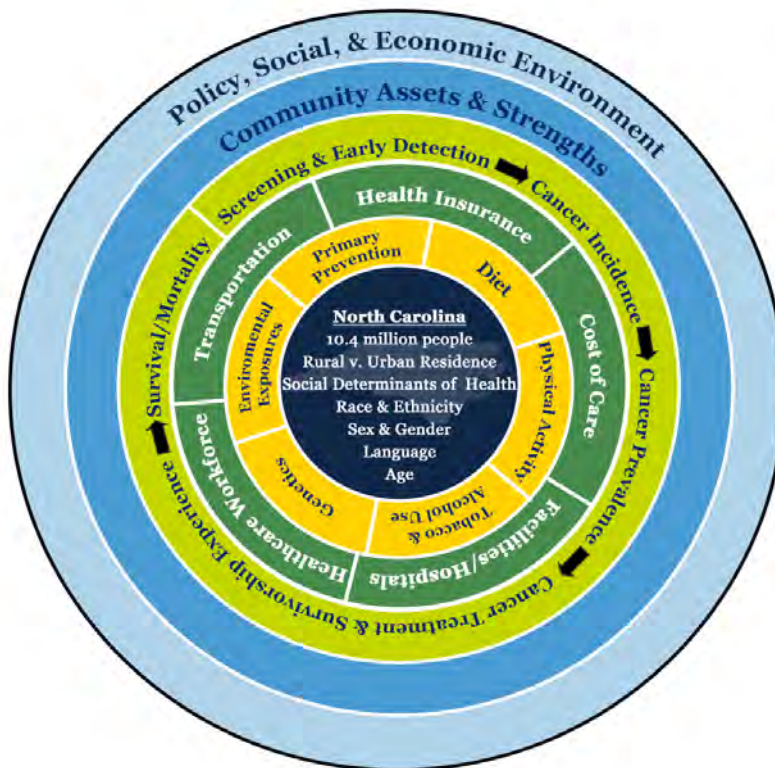 Policy, Social, & Economic Environment
Community Assets & Strengths
Screening & Early Detection
Cancer Incidence
Cancer Prevalence
Cancer Treatment & Survivorship Experience
Survival/Mortality
Health Insurance
Cost of Care
Facilities/Hospitals
Healthcare Workforce
Transportation
Primary
Prevention
Diet
Physical Activity
Tobacco &
Alcohol Use
Genetics
Enviromental
Exposures
North Carolina
10.4 million people
Rural v. Urban Residence
Social Determinants of Health
Race & Ethnicity
Sex & Gender
Language
Age